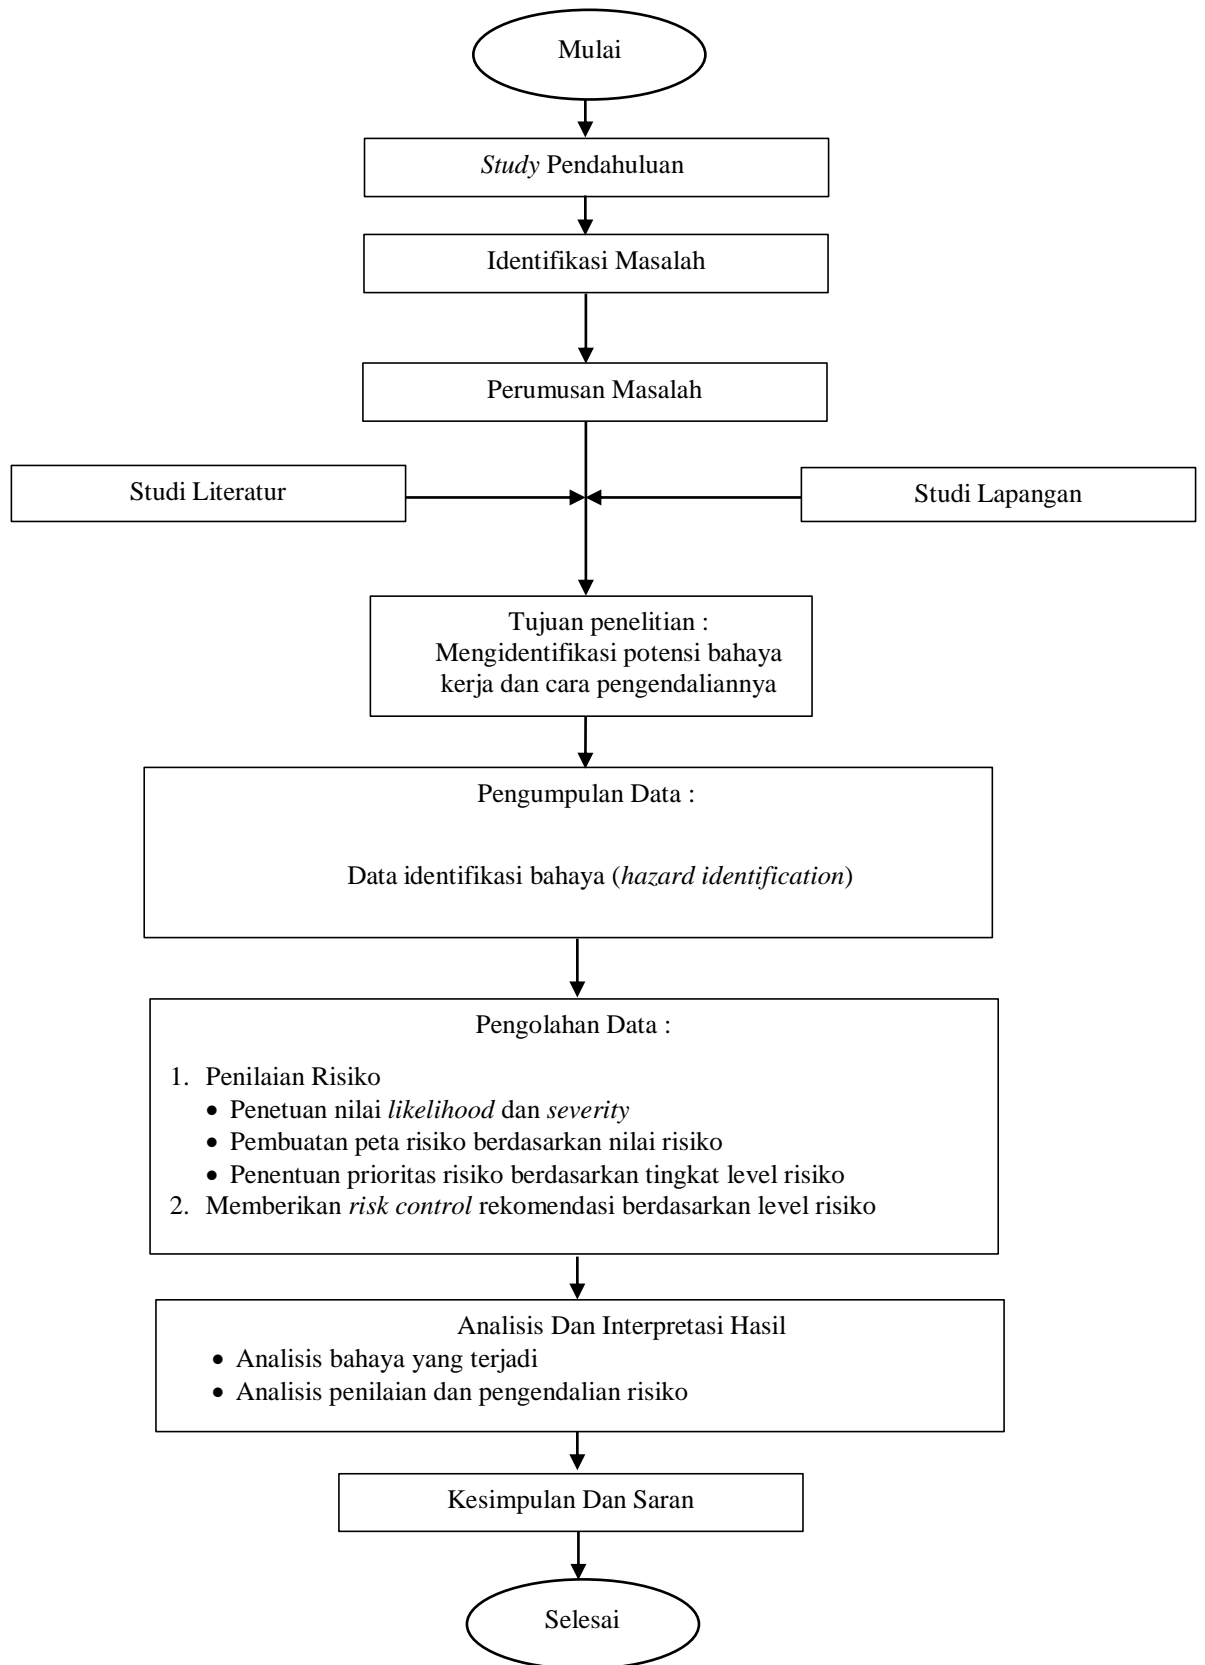 Mulai
Study Pendahuluan
Identifikasi Masalah
Perumusan Masalah
Studi Literatur
Studi Lapangan
Tujuan penelitian :
Mengidentifikasi potensi bahaya
kerja dan cara pengendaliannya
Pengumpulan Data :
Data identifikasi bahaya (hazard identification)
Pengolahan Data :
1. Penilaian Risiko
• Penetuan nilai likelihood dan severity
• Pembuatan peta risiko berdasarkan nilai risiko
• Penentuan prioritas risiko berdasarkan tingkat level risiko
2. Memberikan risk control rekomendasi berdasarkan level risiko
Analisis Dan Interpretasi Hasil
• Analisis bahaya yang terjadi
• Analisis penilaian dan pengendalian risiko
Kesimpulan Dan Saran
Selesai